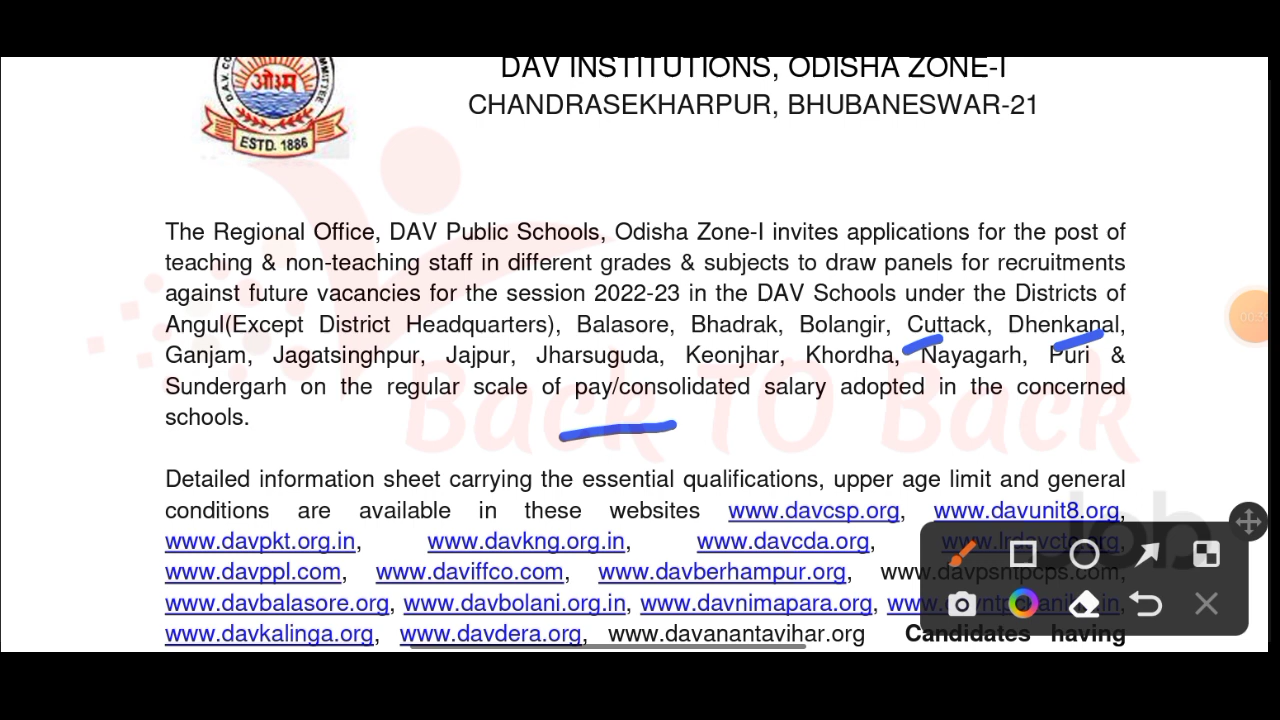 ओ३म्
ESTD. 1886
DAV INSTITUTIONS, ODISHA ZONE-I
CHANDRASEKHARPUR, BHUBANESWAR-21
The Regional Office, DAV Public Schools, Odisha Zone-I invites applications for the post of
teaching & non-teaching staff in different grades & subjects to draw panels for recruitments
against future vacancies for the session 2022-23 in the DAV Schools under the Districts of
Angul(Except District Headquarters), Balasore, Bhadrak, Bolangir, Cuttack, Dhenkanal,
Ganjam, Jagatsinghpur, Jajpur, Jharsuguda, Keonjhar, Khordha, Nayagarh, Puri &
Sundergarh on the regular scale of pay/consolidated salary adopted in the concerned
schools.
Back TO Back
Job
Detailed information sheet carrying the essential qualifications, upper age limit and general
conditions are available in these websites www.davcsp.org, www.davunit8.org,
www.davpkt.org.in, www.davkng.org.in, www.davcda.org,
www.davppl.com, www.daviffco.com, www.davberhampur.org,
www.davbalasore.org, www.davbolani.org.in, www.davnimapara.org,
www.davkalinga.org, www.davdera.org, www.davanantavihar.org Candidates having